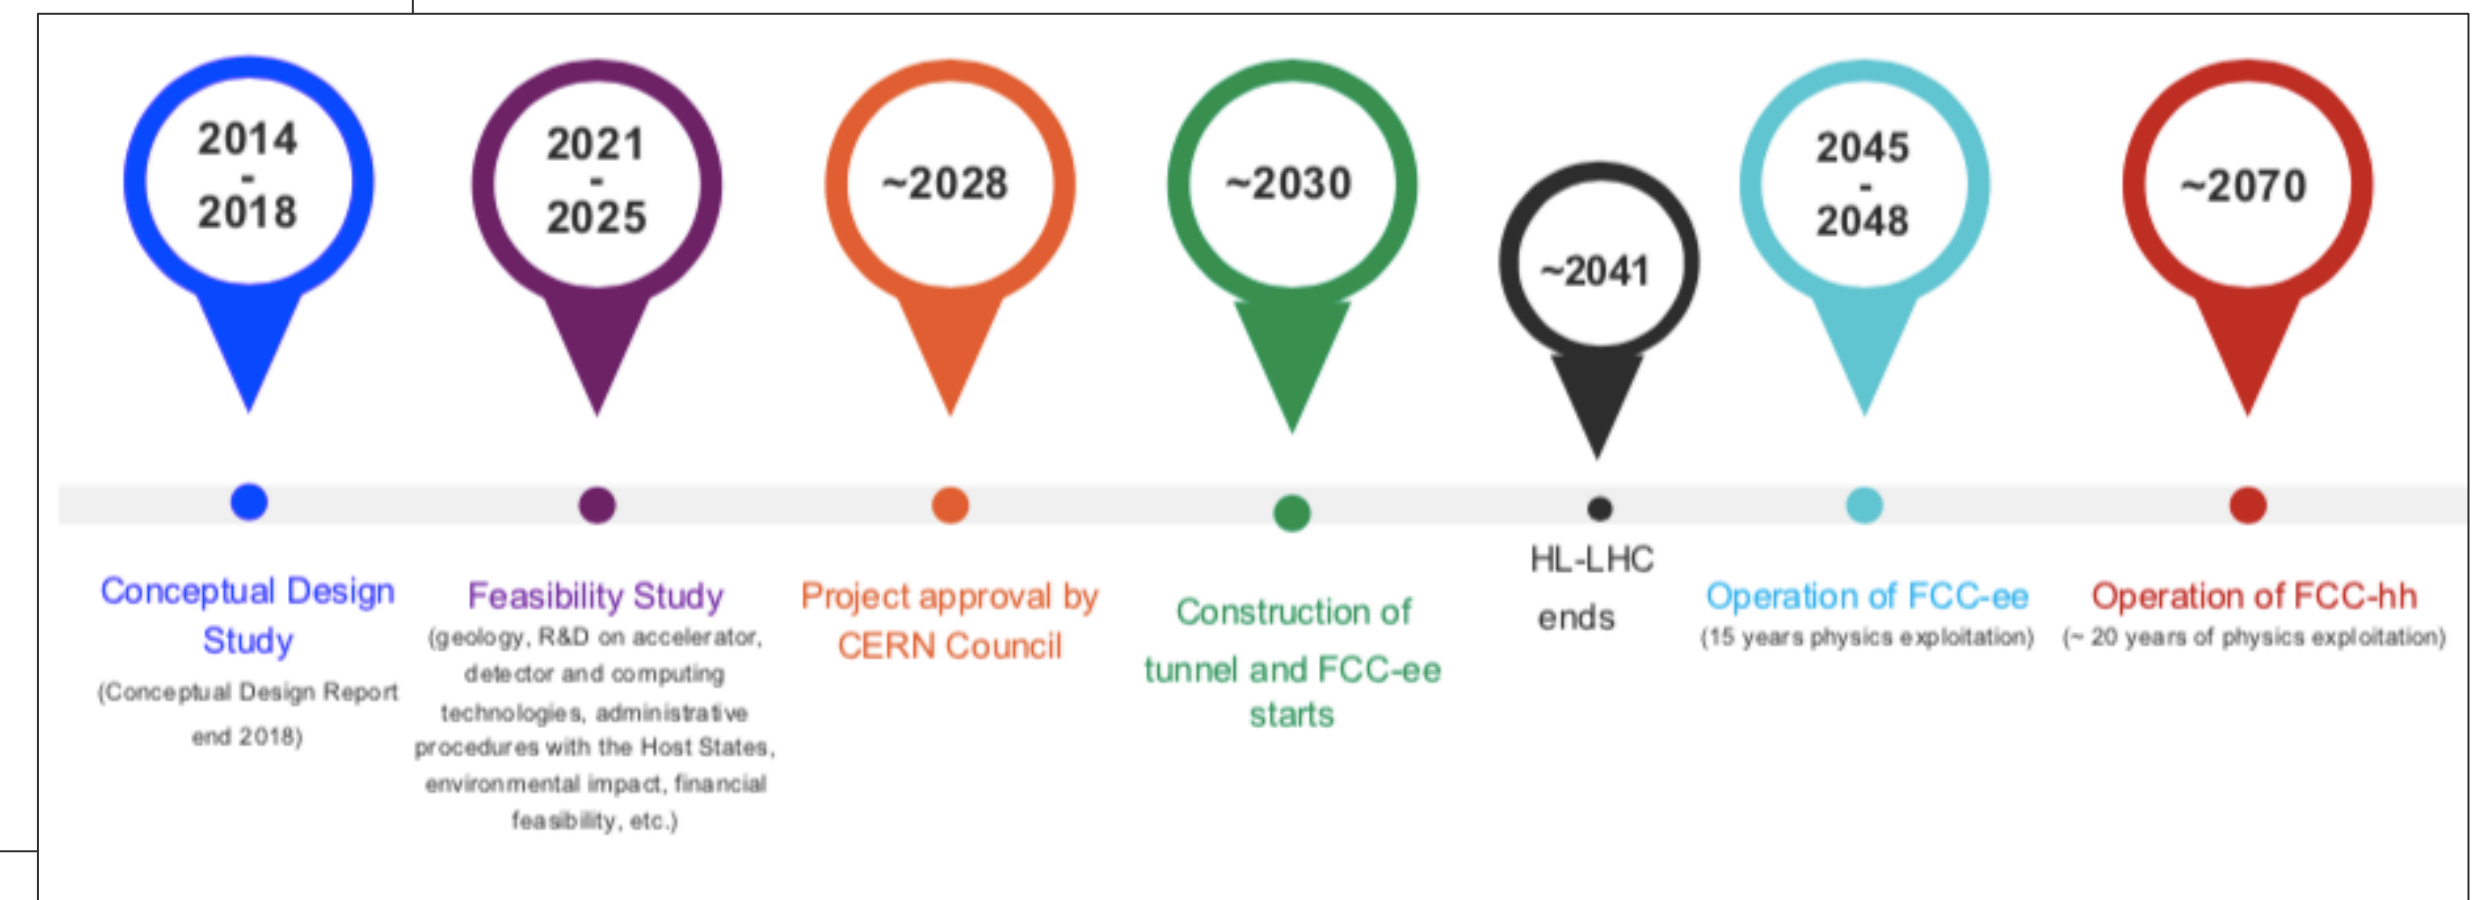 2014
-
2018
2021
-
2025
~2028
~2030
~2041
2045
-
2048
~2070
Conceptual Design
Study
(Conceptual Design Report
end 2018)
Feasibility Study
(geology, R&D on accelerator,
detector and computing
technologies, administrative
procedures with the Host States,
environmental impact, financial
feasibility, etc.)
Project approval by
CERN Council
Construction of
tunnel and FCC-ee
starts
HL-LHC
ends
Operation of FCC-ee
(15 years physics exploitation)
Operation of FCC-hh
(~ 20 years of physics exploitation)